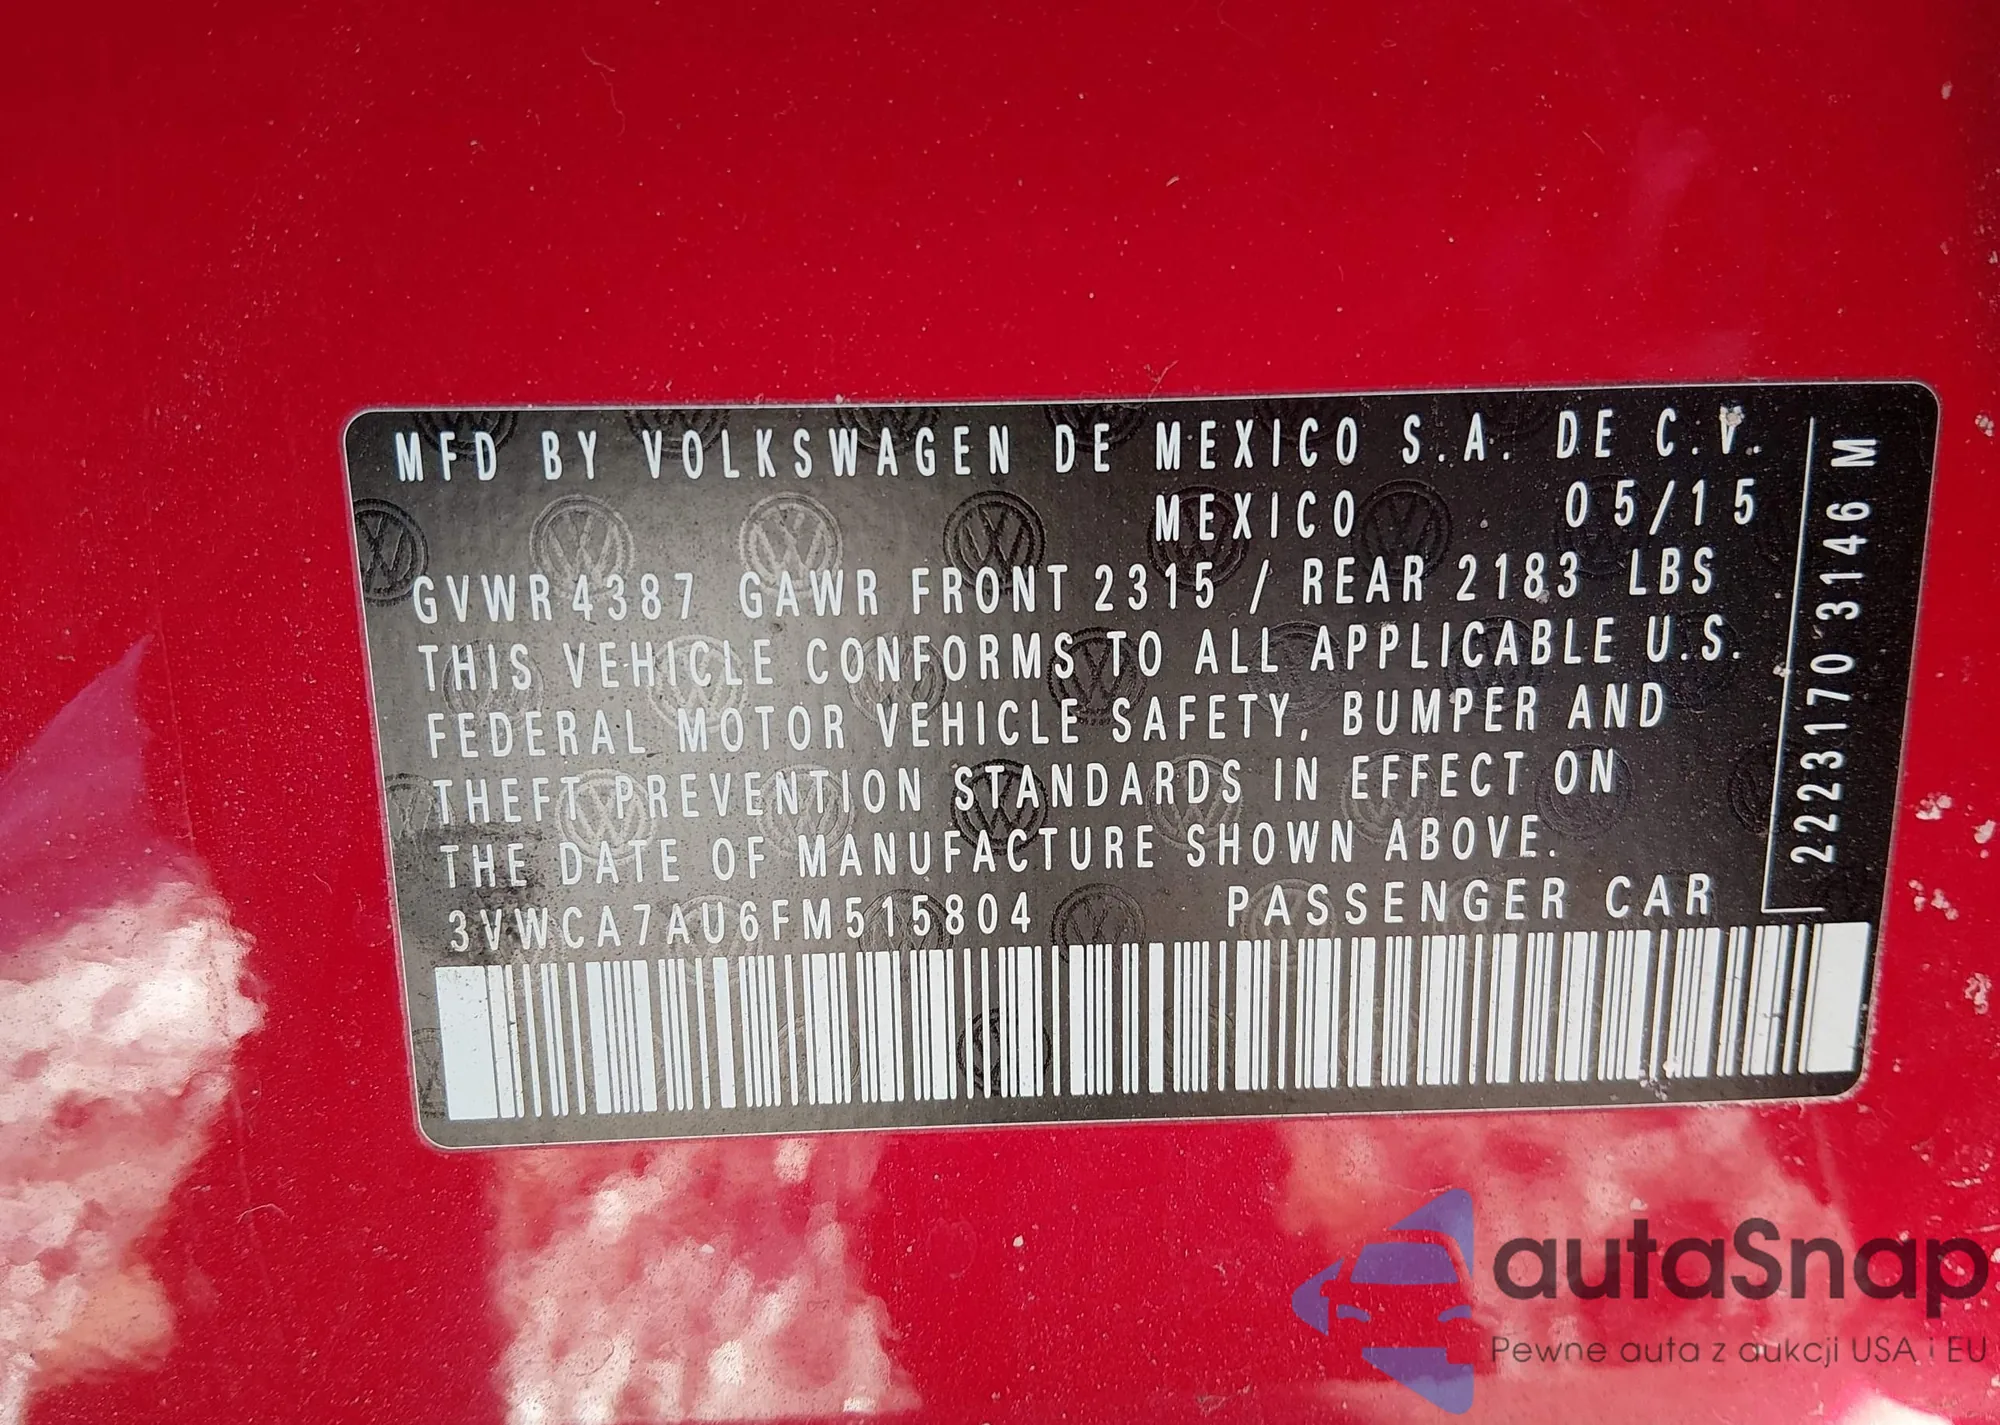 MFD BY VOLKSWAGEN DE MEXICO S.A. DE C.V.
MEXICO 05/15
GVWR 4387 GAWR FRONT 2315 / REAR 2183 LBS
THIS VEHICLE CONFORMS TO ALL APPLICABLE U.S.
FEDERAL MOTOR VEHICLE SAFETY, BUMPER AND
THEFT PREVENTION STANDARDS IN EFFECT ON
THE DATE OF MANUFACTURE SHOWN ABOVE.
3VWCA7AU6FM515804 PASSENGER CAR
2223170 3146 M
autaSnap
Pewne auta z aukcji USA i EU